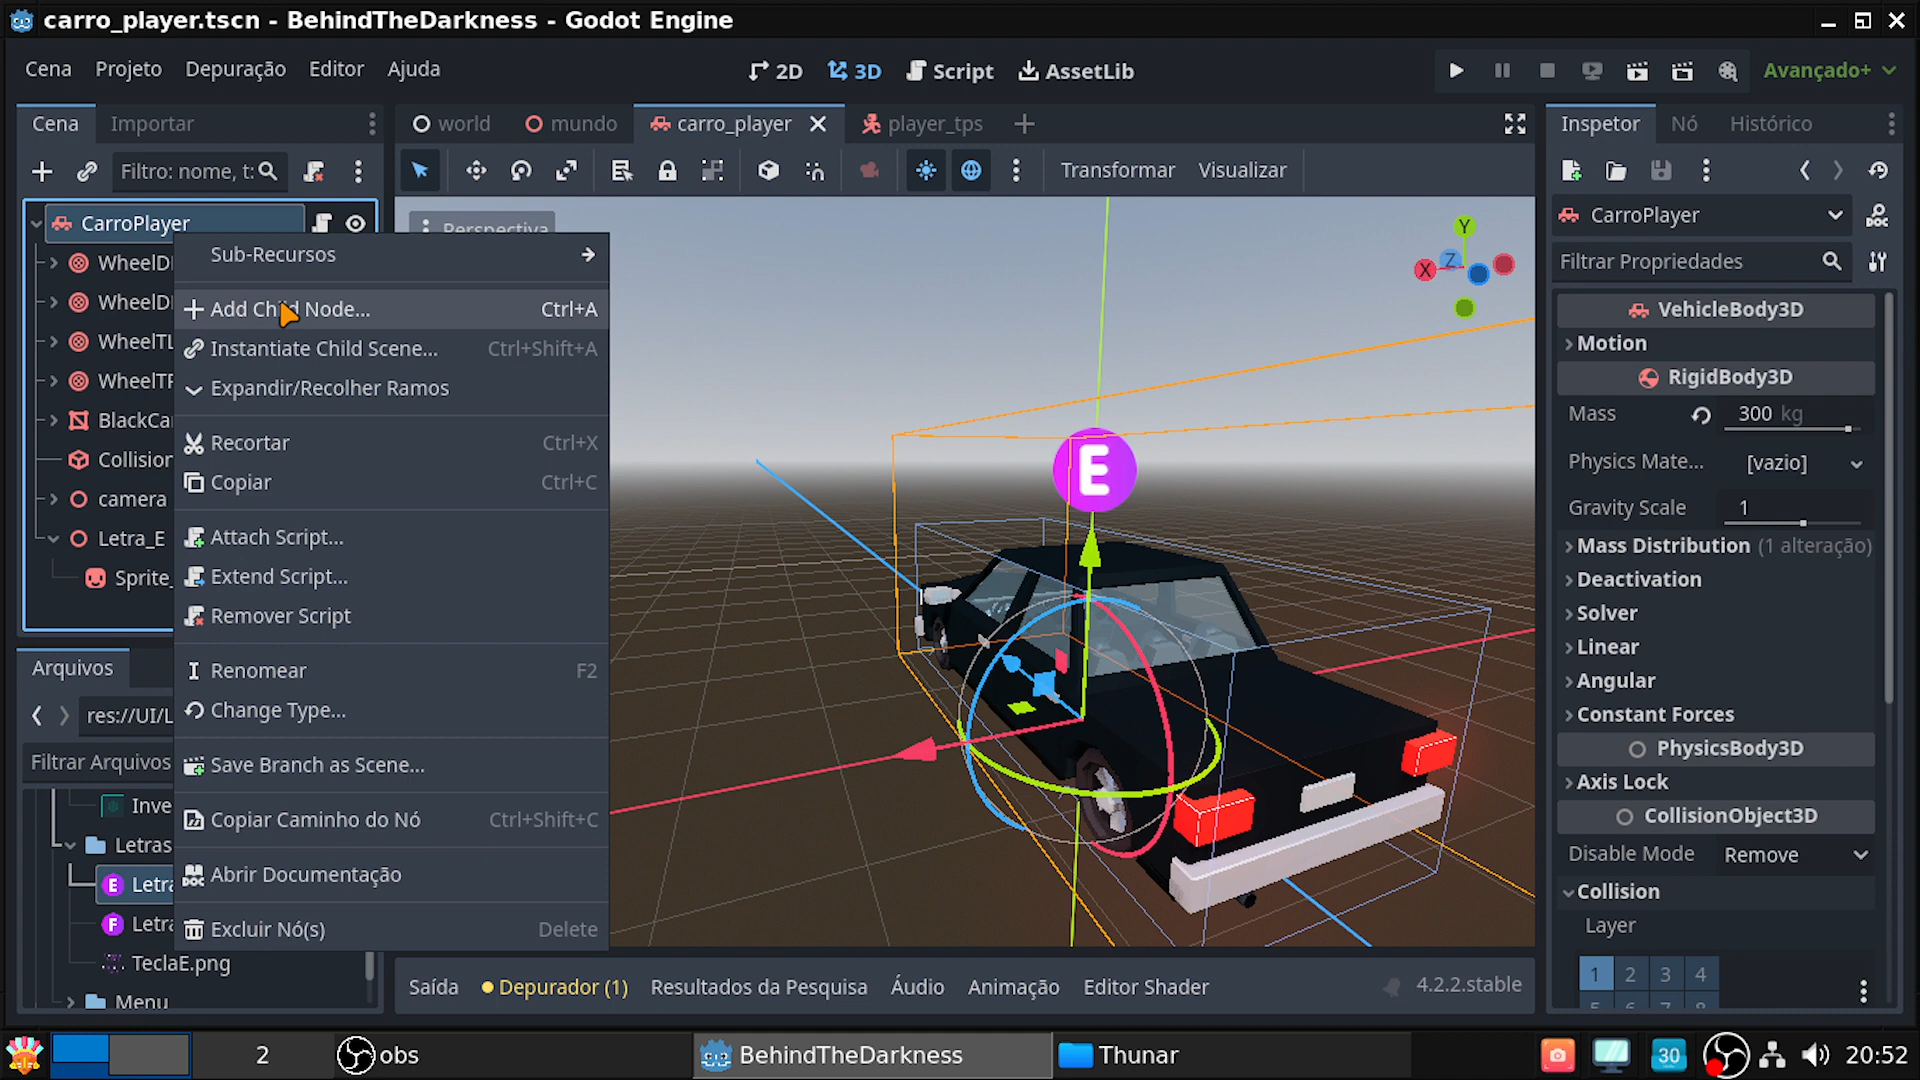 carro_player.tscn - BehindTheDarkness - Godot Engine
Cena Projeto Depuração Editor Ajuda
2D 3D Script AssetLib
Avançado+
Cena Importar
world mundo carro_player player_tps
Inspetor Nó Histórico
Filtro: nome, t:
Transformar Visualizar
CarroPlayer
Perspectiva
CarroPlayer
Filtrar Propriedades
Sub-Recursos
Add Child Node... Ctrl+A
Instantiate Child Scene... Ctrl+Shift+A
Expandir/Recolher Ramos
Recortar Ctrl+X
Copiar Ctrl+C
Attach Script...
Extend Script...
Remover Script
Renomear F2
Change Type...
Save Branch as Scene...
Copiar Caminho do Nó Ctrl+Shift+C
Abrir Documentação
Excluir Nó(s) Delete
camera
Letra_E
Sprite_
Arquivos
res://UI/L
Filtrar Arquivos
Inve
Letras
E Letra
F Letra
TeclaE.png
Menu
Y
X Z
E
VehicleBody3D
Motion
RigidBody3D
Mass 300 kg
Physics Mate... [vazio]
Gravity Scale 1
Mass Distribution (1 alteração)
Deactivation
Solver
Linear
Angular
Constant Forces
PhysicsBody3D
Axis Lock
CollisionObject3D
Disable Mode Remove
Collision
Layer
1 2 3 4
Saída Depurador (1) Resultados da Pesquisa Áudio Animação Editor Shader 4.2.2.stable
2 obs BehindTheDarkness Thunar 30 20:52